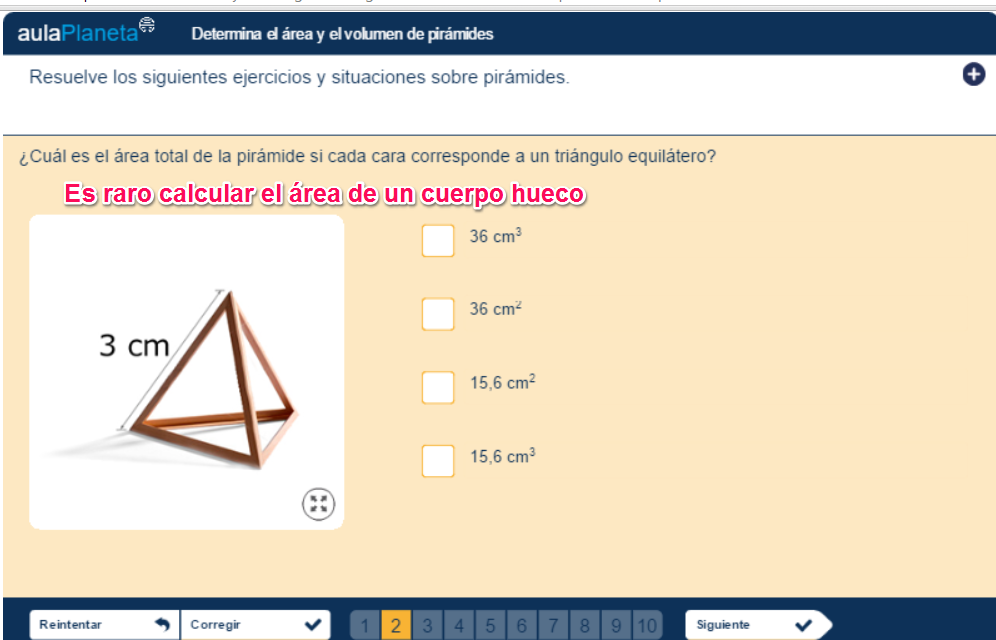 aulaPlaneta Determina el área y el volumen de pirámides
Resuelve los siguientes ejercicios y situaciones sobre pirámides.
¿Cuál es el área total de la pirámide si cada cara corresponde a un triángulo equilátero?
Es raro calcular el área de un cuerpo hueco
3 cm
36 cm³
36 cm²
15,6 cm²
15,6 cm³
Reintentar Corregir 1 2 3 4 5 6 7 8 9 10 Siguiente